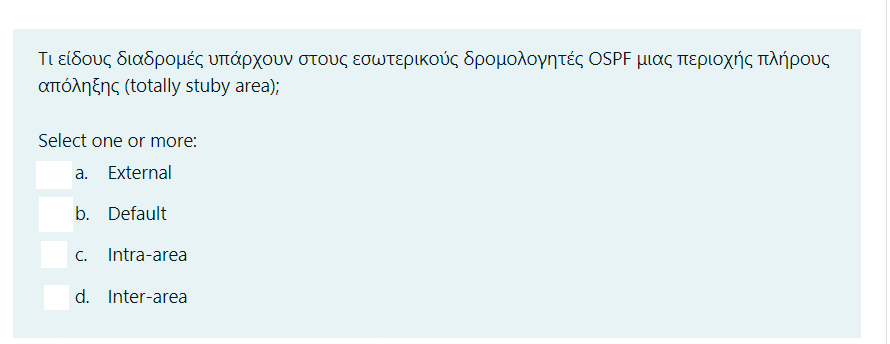 Τι είδους διαδρομές υπάρχουν στους εσωτερικούς δρομολογητές OSPF μιας περιοχής πλήρους
απόληξης (totally stuby area);
Select one or more:
a. External
b. Default
c. Intra-area
d. Inter-area